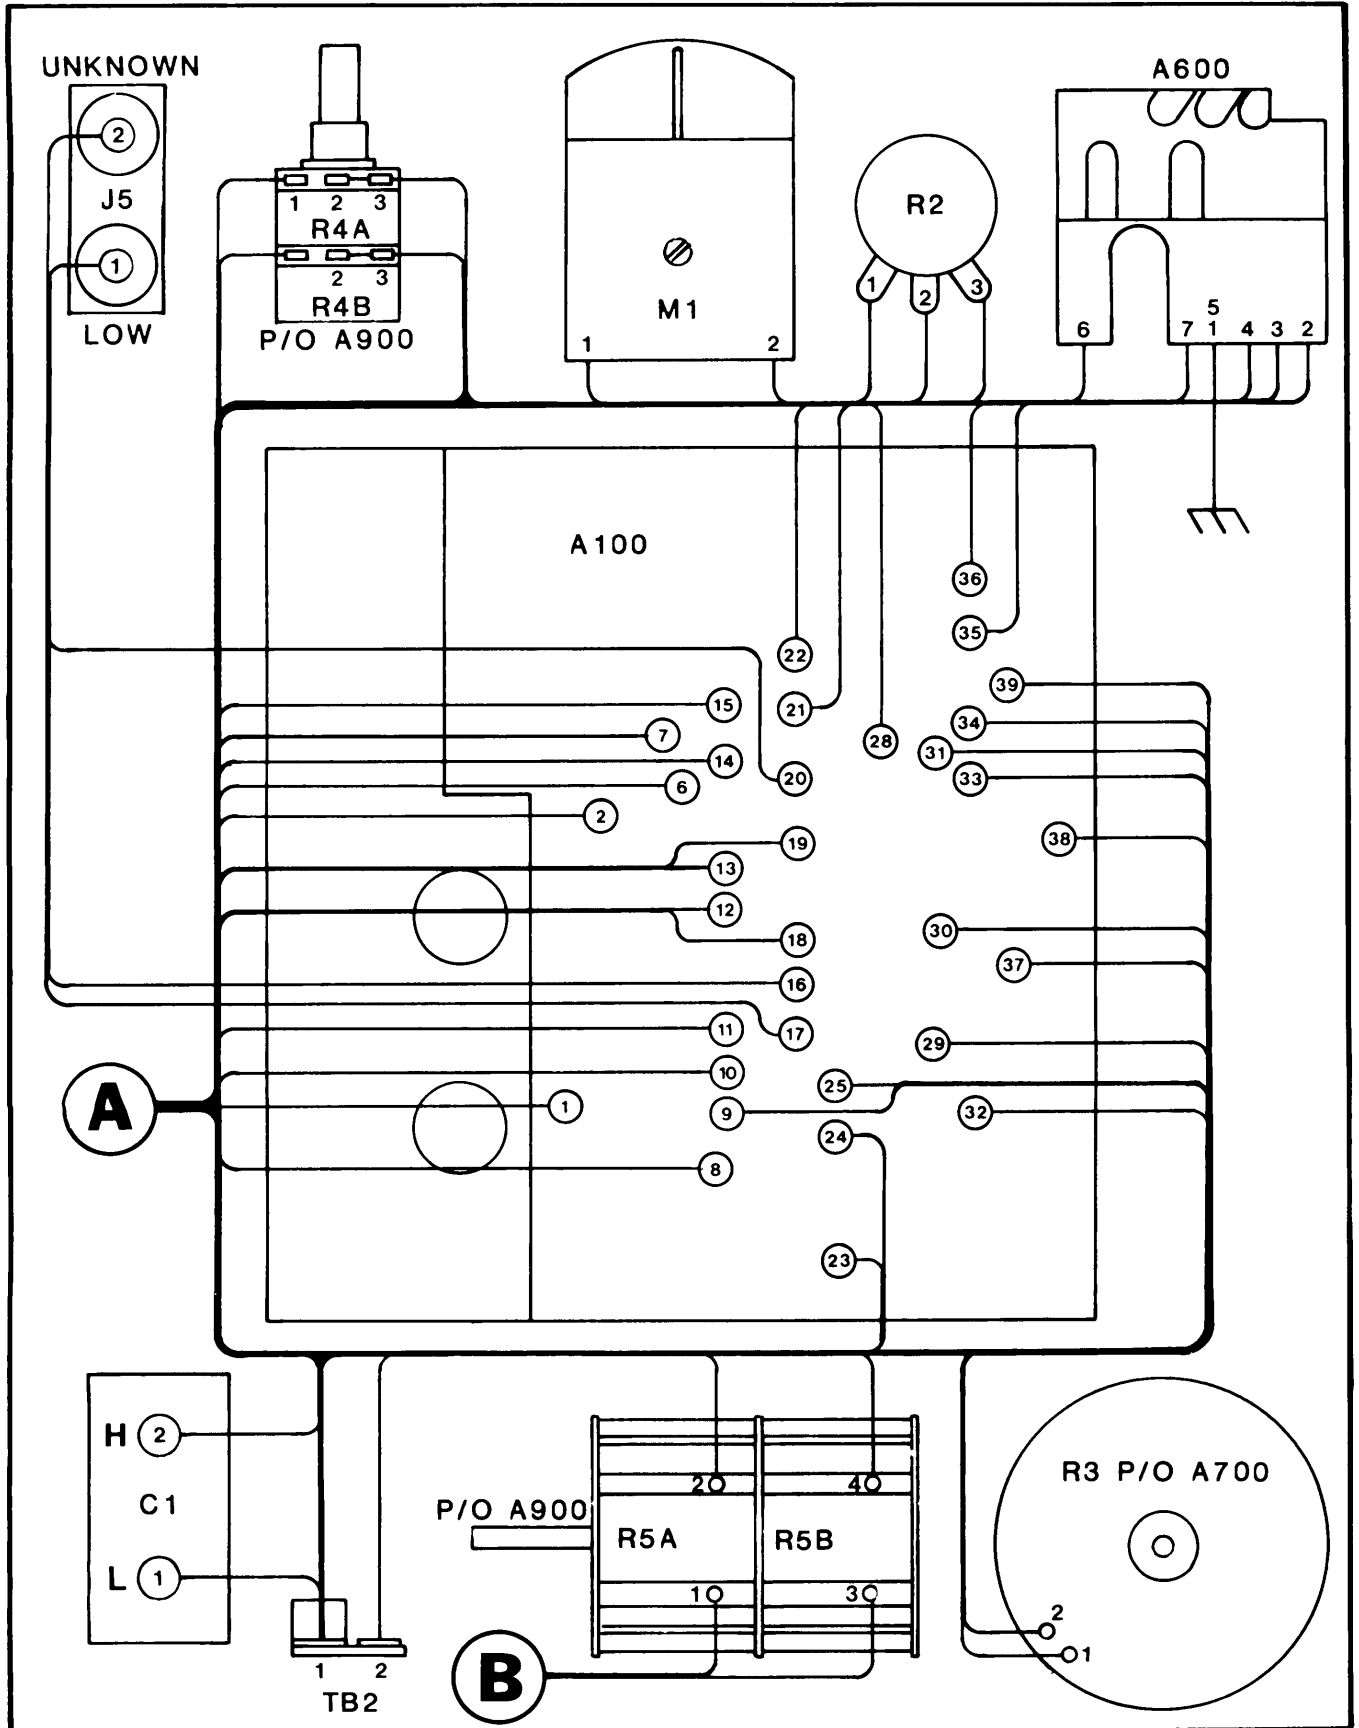 UNKNOWN
2
J5
1
LOW
1 2 3
R4A
2 3
R4B
P/O A900
M1
1 2
R2
1 2 3
A600
5
6 7 1 4 3 2
A100
36
35
22
39
15
21
34
7
28
31
14
20
33
6
2
19
38
13
12
30
18
37
16
11
17
29
10
25
A
1
9
32
24
8
23
H 2
C1
L 1
1 2
TB2
P/O A900
2 4
R5A R5B
1 3
B
R3 P/O A700
2
1